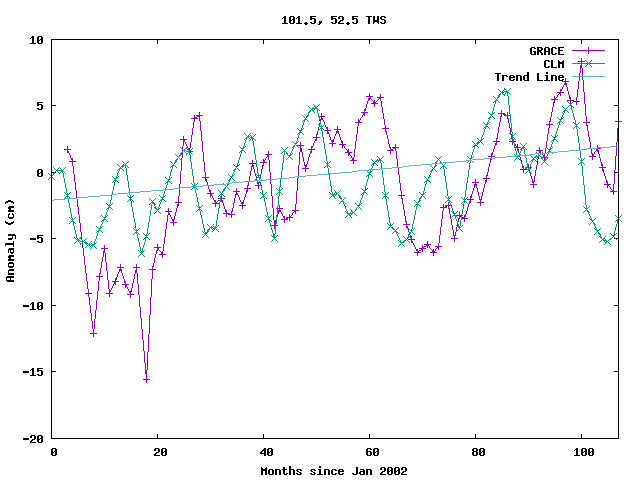 101.5, 52.5 TWS
GRACE
CLM
Trend Line
10
5
0
-5
-10
-15
-20
Anomaly (cm)
0 20 40 60 80 100
Months since Jan 2002